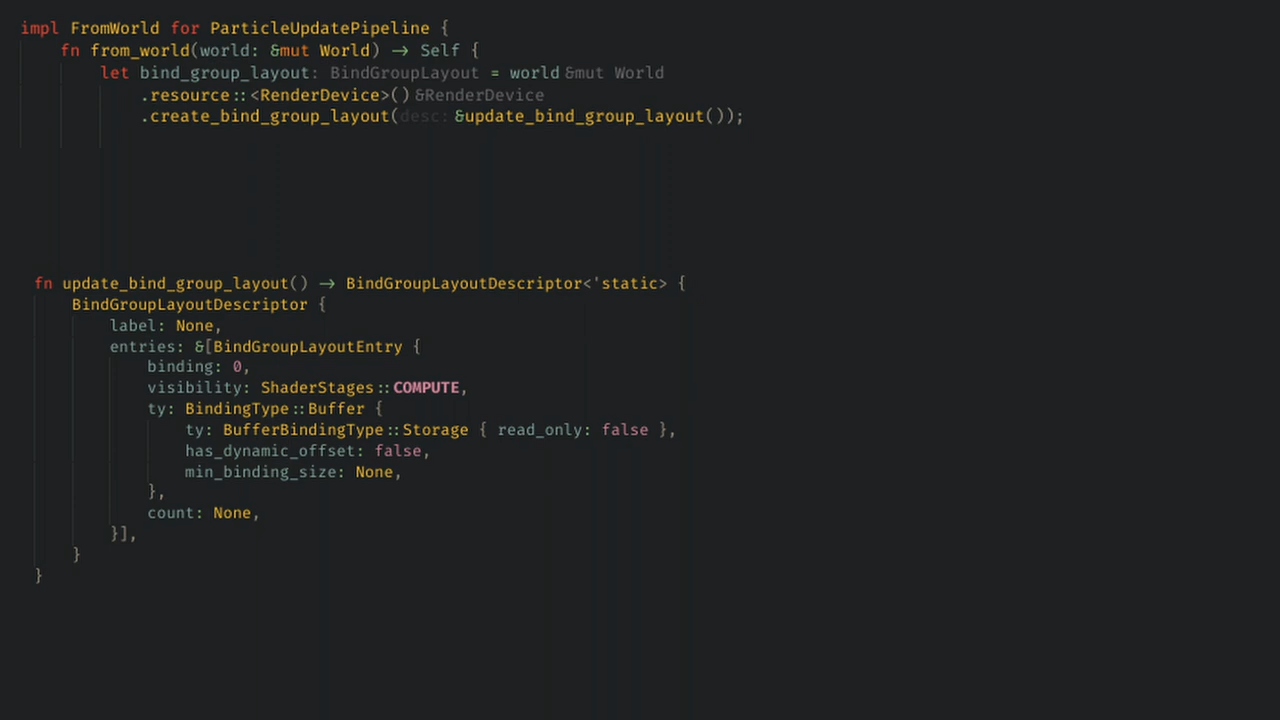 impl FromWorld for ParticleUpdatePipeline {
    fn from_world(world: &mut World) → Self {
        let bind_group_layout: BindGroupLayout = world &mut World
            .resource::<RenderDevice>() &RenderDevice
            .create_bind_group_layout(desc: &update_bind_group_layout());
fn update_bind_group_layout() → BindGroupLayoutDescriptor<'static> {
    BindGroupLayoutDescriptor {
        label: None,
        entries: &[BindGroupLayoutEntry {
            binding: 0,
            visibility: ShaderStages::COMPUTE,
            ty: BindingType::Buffer {
                ty: BufferBindingType::Storage { read_only: false },
                has_dynamic_offset: false,
                min_binding_size: None,
            },
            count: None,
        }],
    }
}